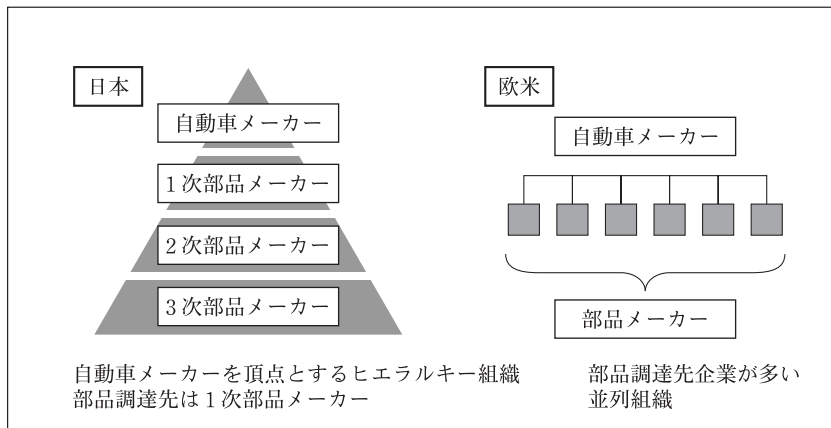 日本
自動車メーカー
1次部品メーカー
2次部品メーカー
3次部品メーカー
自動車メーカーを頂点とするヒエラルキー組織
部品調達先は1次部品メーカー
欧米
自動車メーカー
部品メーカー
部品調達先企業が多い
並列組織